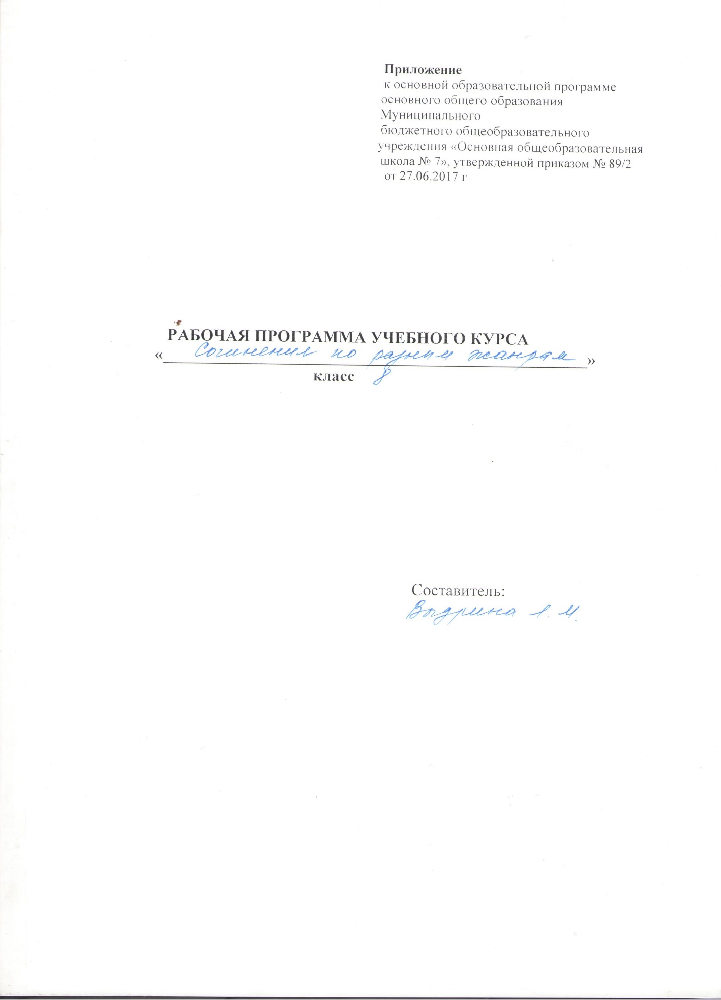 Приложение
к основной образовательной программе
основного общего образования
Муниципального
бюджетного общеобразовательного
учреждения «Основная общеобразовательная
школа № 7», утвержденной приказом № 89/2
от 27.06.2017 г
РАБОЧАЯ ПРОГРАММА УЧЕБНОГО КУРСА
« Сочинения по разным жанрам »
класс 8
Составитель:
Выдрина Л. М.